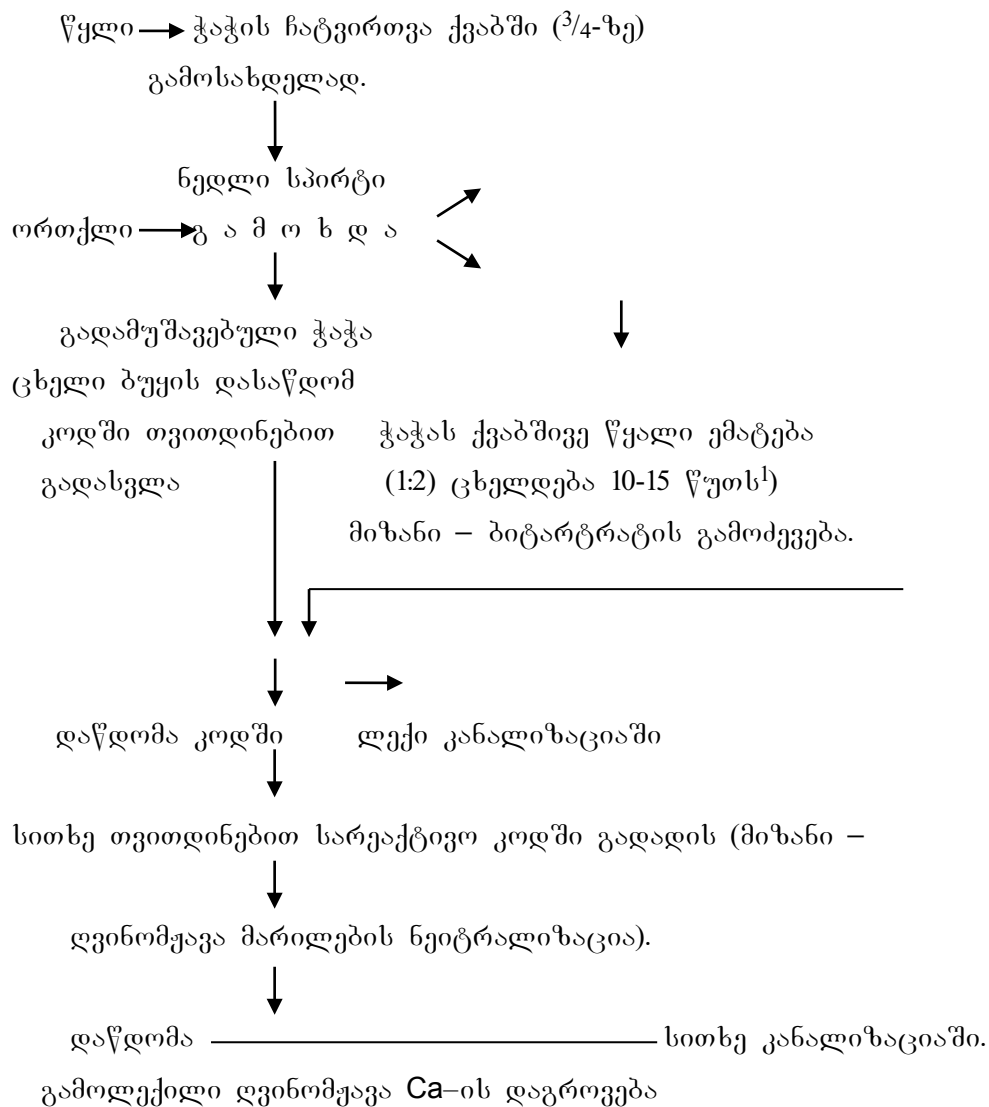 წყლი → ჭაჭის ჩატვირთვა ქვაბში (³/₄-ზე)
გამოსახდელად.
ნედლი სპირტი
ორთქლი → გ ა მ ო ხ დ ა
გადამუშავებული ჭაჭა
ცხელი ბუყის დასაწდომ
კოდში თვითდინებით ჭაჭას ქვაბშივე წყალი ემატება
გადასვლა (1:2) ცხელდება 10-15 წუთს¹)
მიზანი – ბიტარტრატის გამოძევება.
დაწდომა კოდში ლექი კანალიზაციაში
სითხე თვითდინებით სარეაქტივო კოდში გადადის (მიზანი –
ღვინომჟავა მარილების ნეიტრალიზაცია).
დაწდომა სითხე კანალიზაციაში.
გამოლექილი ღვინომჟავა Ca–ის დაგროვება